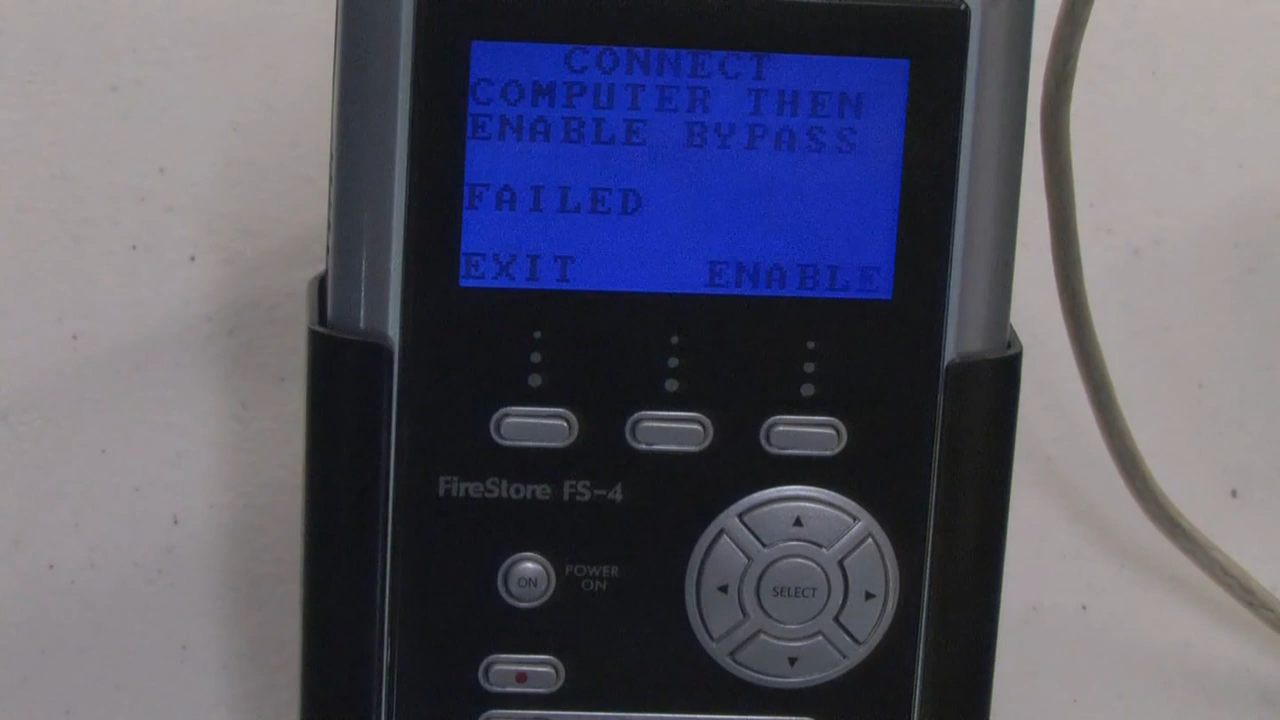 CONNECT
COMPUTER THEN
ENABLE BYPASS
FAILED
EXIT ENABLE
FireStore FS-4
ON
POWER
ON
SELECT